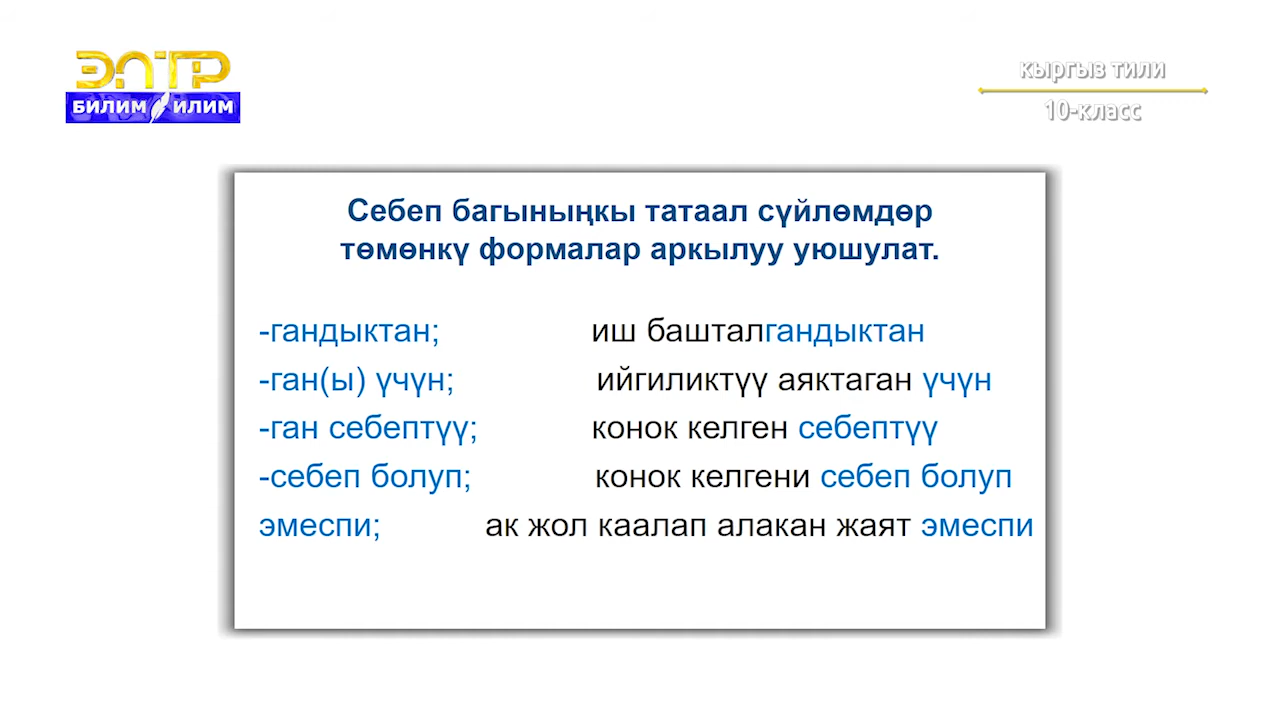 ЭЛТР
БИЛИМ ИЛИМ
кыргыз тили
10-класс
Себеп багыныңкы татаал сүйлөмдөр
төмөнкү формалар аркылуу уюшулат.
-гандыктан; иш башталгандыктан
-ган(ы) үчүн; ийгиликтүү аяктаган үчүн
-ган себептүү; конок келген себептүү
-себеп болуп; конок келгени себеп болуп
эмеспи; ак жол каалап алакан жаят эмеспи